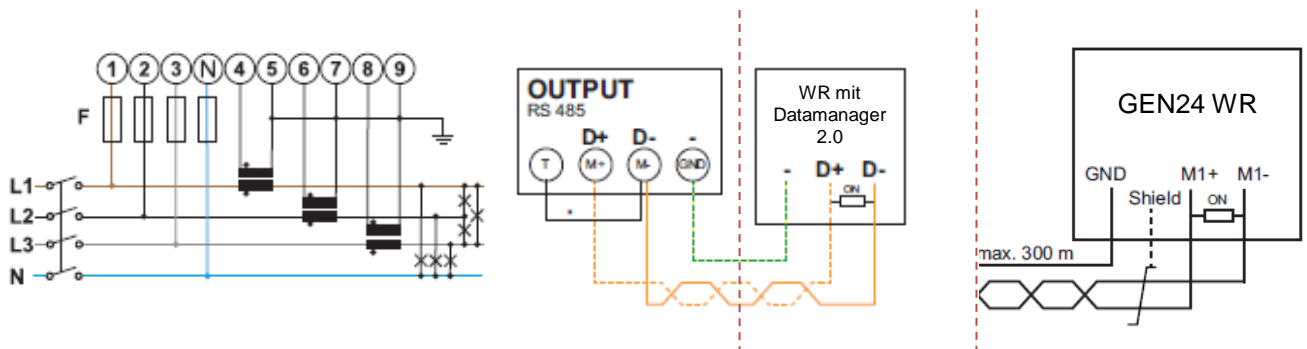 1 2 3 N 4 5 6 7 8 9
F
L1
L2
L3
N
OUTPUT
RS 485
D+ D- -
T M+ M- GND
*
WR mit
Datamanager
2.0
- D+ D-
ON
GEN24 WR
GND M1+ M1-
Shield ON
max. 300 m